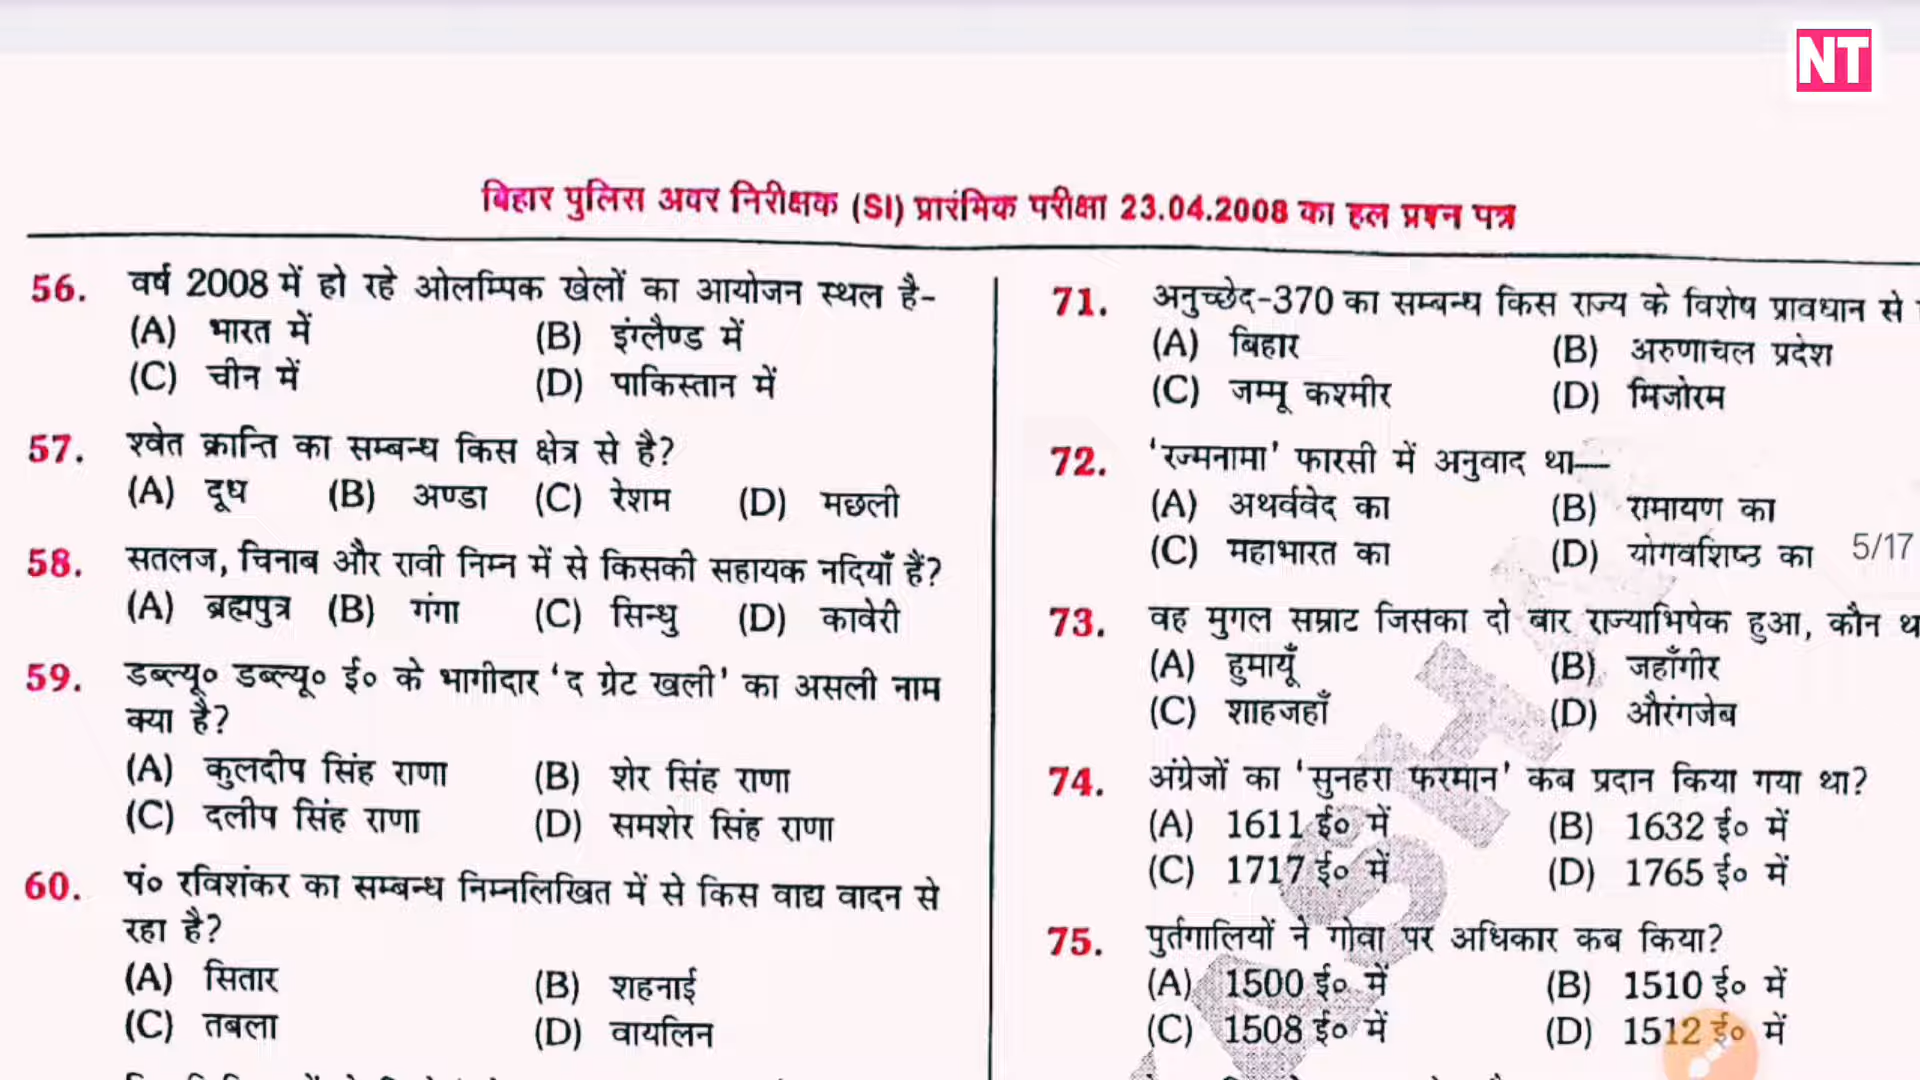 NT
बिहार पुलिस अवर निरीक्षक (SI) प्रारंमिक परीक्षा 23.04.2008 का हल प्रश्न पत्र
56. वर्ष 2008 में हो रहे ओलम्पिक खेलों का आयोजन स्थल है-
(A) भारत में (B) इंग्लैण्ड में
(C) चीन में (D) पाकिस्तान में
57. श्वेत क्रान्ति का सम्बन्ध किस क्षेत्र से है?
(A) दूध (B) अण्डा (C) रेशम (D) मछली
58. सतलज, चिनाब और रावी निम्न में से किसकी सहायक नदियाँ हैं?
(A) ब्रह्मपुत्र (B) गंगा (C) सिन्धु (D) कावेरी
59. डब्ल्यू० डब्ल्यू० ई० के भागीदार ‘द ग्रेट खली’ का असली नाम
क्या है?
(A) कुलदीप सिंह राणा (B) शेर सिंह राणा
(C) दलीप सिंह राणा (D) समशेर सिंह राणा
60. पं० रविशंकर का सम्बन्ध निम्नलिखित में से किस वाद्य वादन से
रहा है?
(A) सितार (B) शहनाई
(C) तबला (D) वायलिन
71. अनुच्छेद-370 का सम्बन्ध किस राज्य के विशेष प्रावधान से
(A) बिहार (B) अरुणाचल प्रदेश
(C) जम्मू कश्मीर (D) मिजोरम
72. ‘रज्मनामा’ फारसी में अनुवाद था—
(A) अथर्ववेद का (B) रामायण का
(C) महाभारत का (D) योगवशिष्ठ का
5/17
73. वह मुगल सम्राट जिसका दो बार राज्याभिषेक हुआ, कौन
(A) हुमायूँ (B) जहाँगीर
(C) शाहजहाँ (D) औरंगजेब
74. अंग्रेजों का ‘सुनहरा फरमान’ कब प्रदान किया गया था?
(A) 1611 ई० में (B) 1632 ई० में
(C) 1717 ई० में (D) 1765 ई० में
75. पुर्तगालियों ने गोवा पर अधिकार कब किया?
(A) 1500 ई० में (B) 1510 ई० में
(C) 1508 ई० में (D) 1512 ई० में